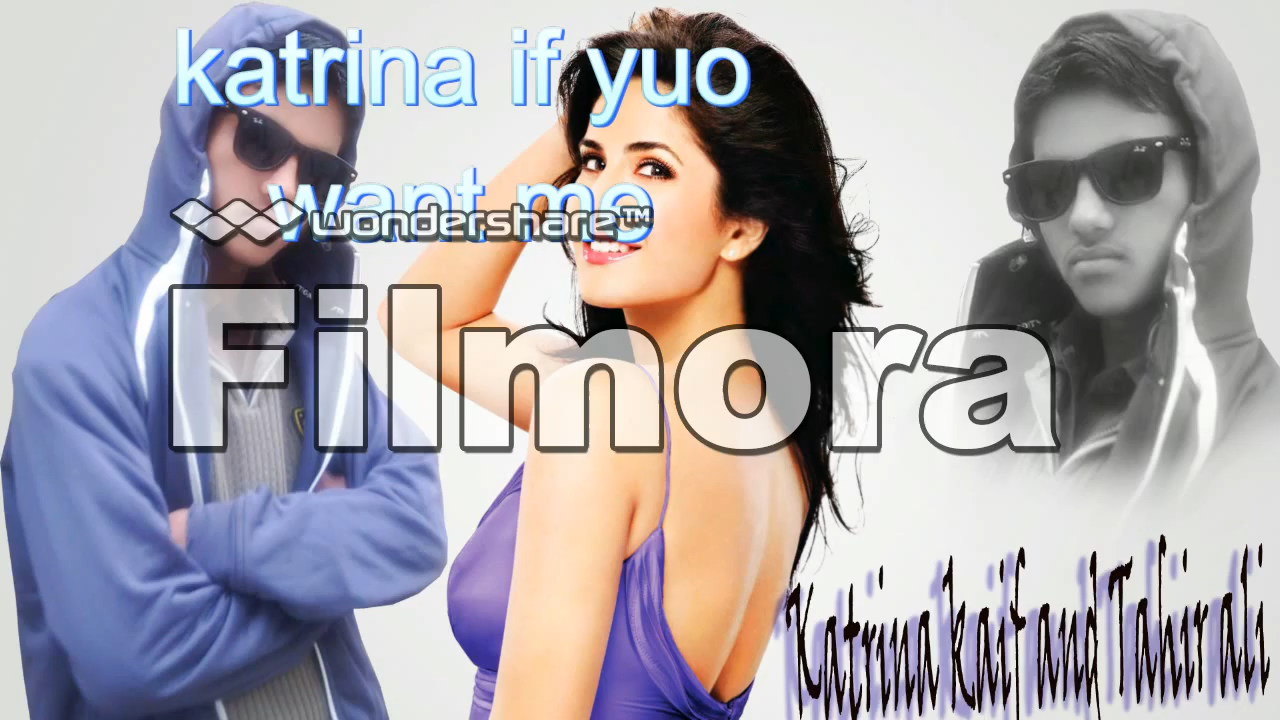 katrina if yuo
want me
wondershare™
Filmora
Katrina kaif and Tahir ali